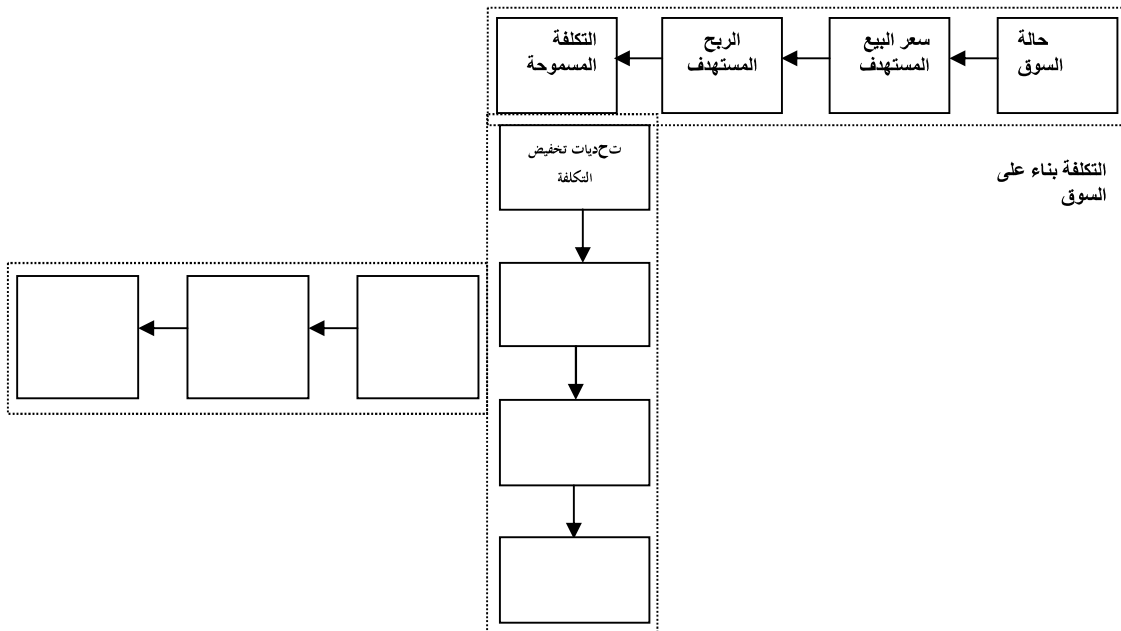 حالة
السوق
سعر البيع
المستهدف
الربح
المستهدف
التكلفة
المسموحة
تحديات تخفيض
التكلفة
التكلفة بناء على
السوق